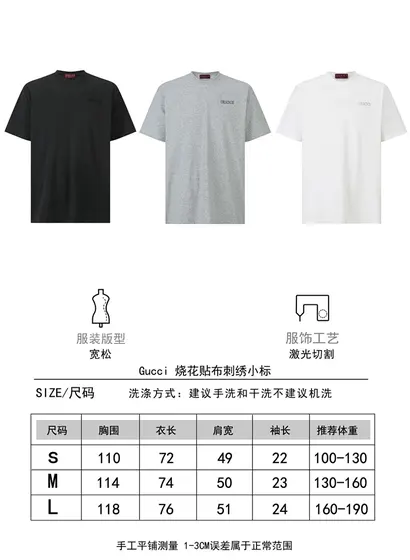 服装版型
宽松
服饰工艺
激光切割
Gucci 烧花贴布刺绣小标
SIZE/尺码
洗涤方式: 建议手洗和干洗不建议机洗
尺码 胸围 衣长 肩宽 袖长 推荐体重
S 110 72 49 22 100-130
M 114 74 50 23 130-160
L 118 76 51 24 160-190
手工平铺测量 1-3CM误差属于正常范围